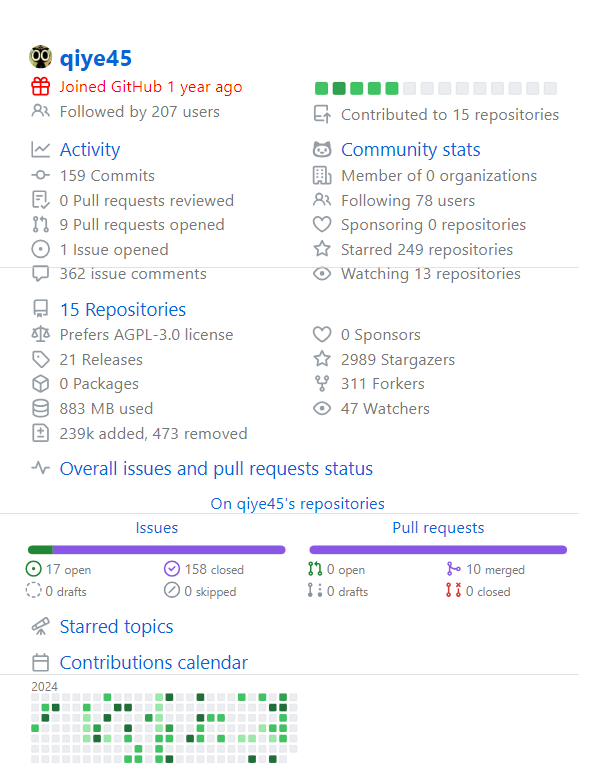 qiye45
Joined GitHub 1 year ago
Followed by 207 users
Contributed to 15 repositories
Activity
159 Commits
0 Pull requests reviewed
9 Pull requests opened
1 Issue opened
362 issue comments
Community stats
Member of 0 organizations
Following 78 users
Sponsoring 0 repositories
Starred 249 repositories
Watching 13 repositories
15 Repositories
Prefers AGPL-3.0 license
21 Releases
0 Packages
883 MB used
239k added, 473 removed
0 Sponsors
2989 Stargazers
311 Forkers
47 Watchers
Overall issues and pull requests status
On qiye45's repositories
Issues
17 open
158 closed
0 drafts
0 skipped
Pull requests
0 open
10 merged
0 drafts
0 closed
Starred topics
Contributions calendar
2024